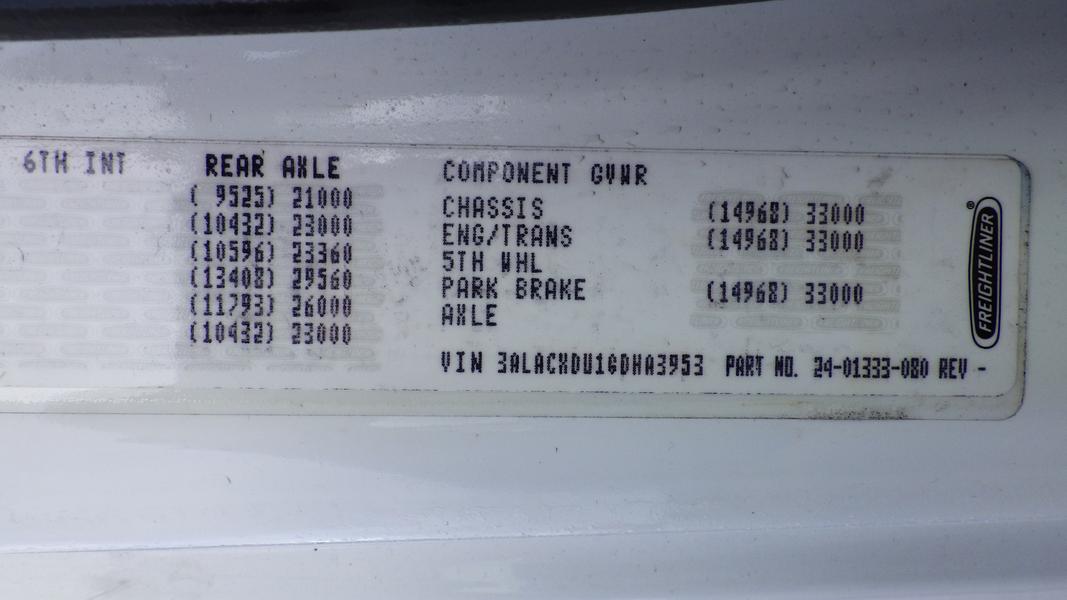 6TH INT
REAR AXLE
( 9525) 21000
(10432) 23000
(10596) 23360
(13408) 29560
(11793) 26000
(10432) 23000
COMPONENT GVWR
CHASSIS (14968) 33000
ENG/TRANS (14968) 33000
5TH WHL
PARK BRAKE (14968) 33000
AXLE
VIN 3ALACXDU1GDHA3953 PART NO. 24-01333-080 REV -
FREIGHTLINER®